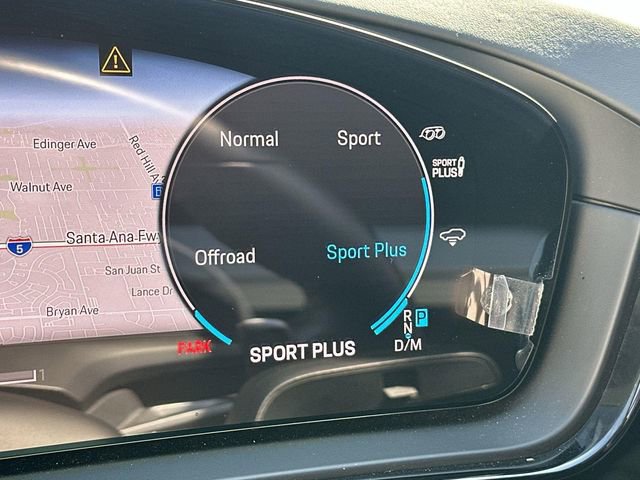 Edinger Ave
Red Hill A
Walnut Ave
5
Santa Ana Fwy
San Juan St
Lance Dr
Bryan Ave
Normal
Sport
Offroad
Sport Plus
SPORT PLUS
SPORT
PLUS
PARK
R
P
N
D/M
1